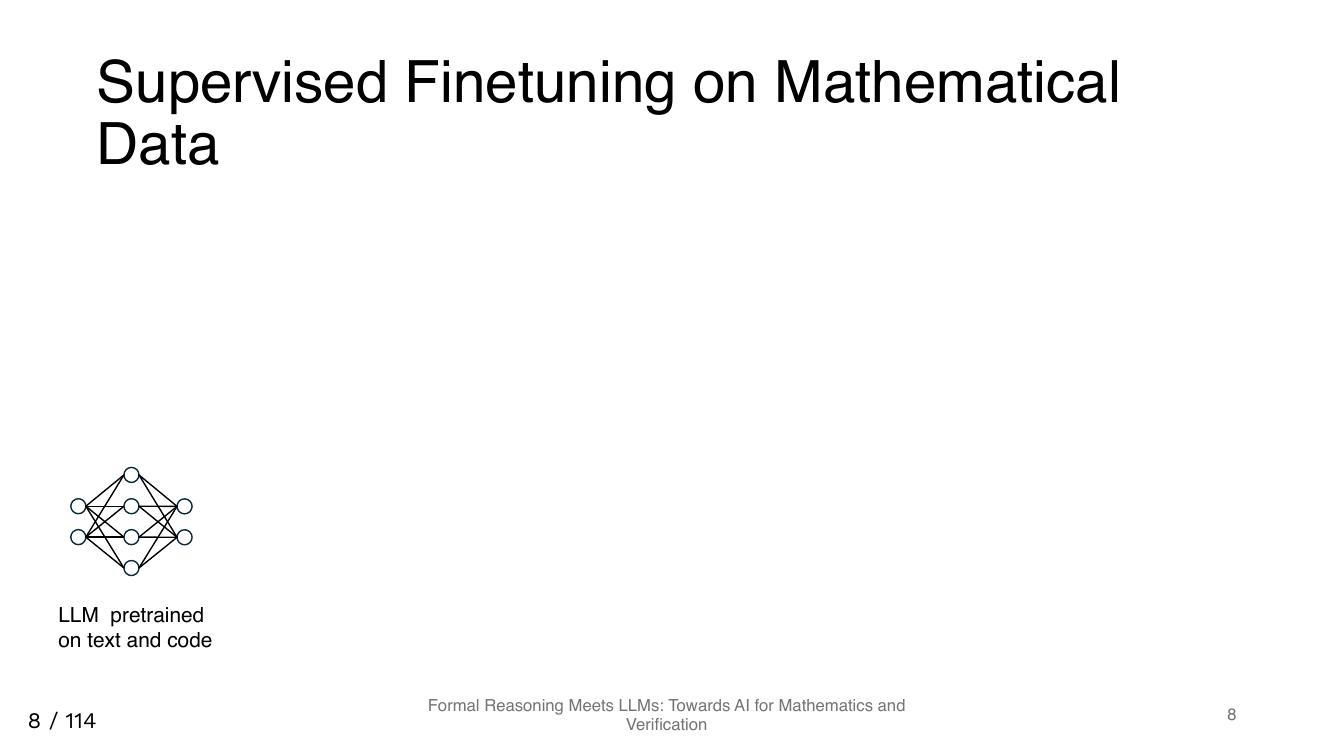 Supervised Finetuning on Mathematical
Data
LLM  pretrained
on text and code
8 / 114
Formal Reasoning Meets LLMs: Towards AI for Mathematics and
Verification
8